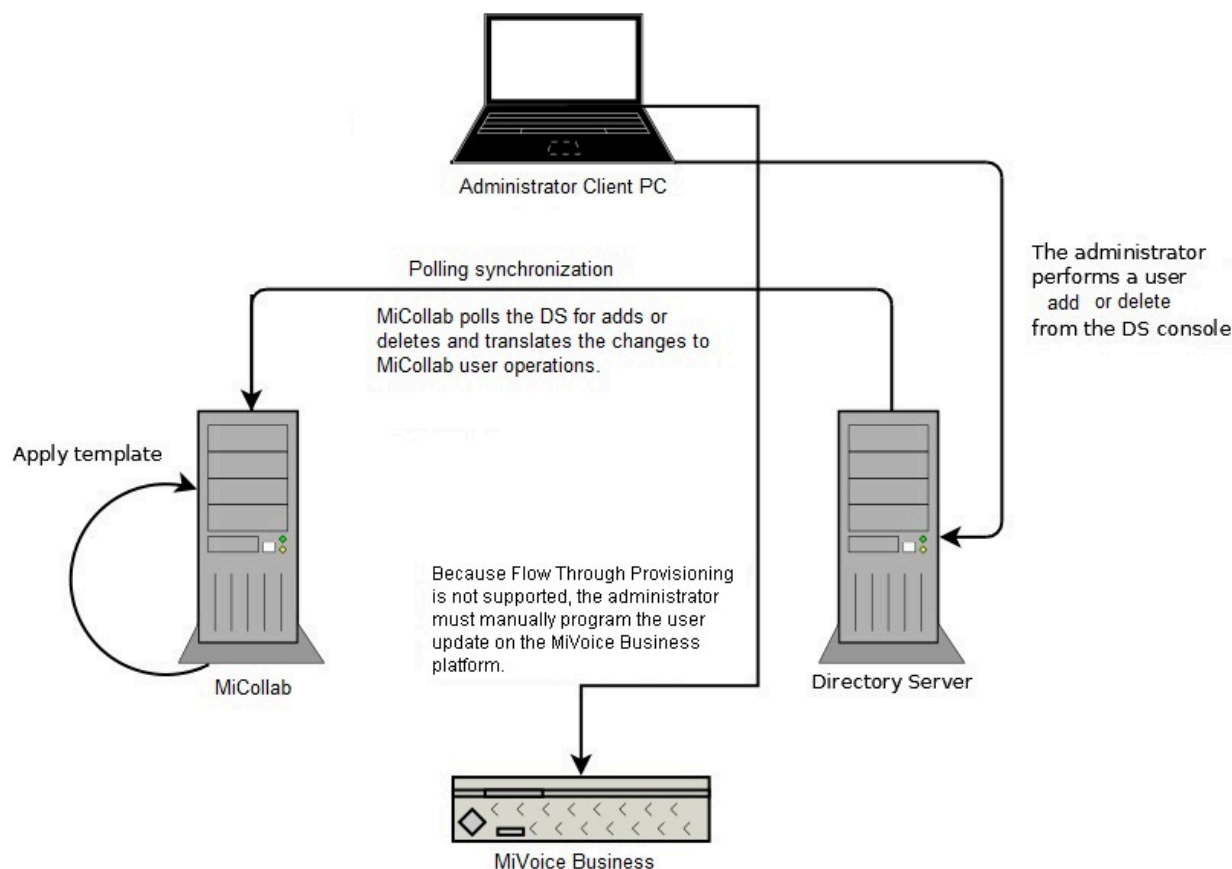 Administrator Client PC
The administrator
performs a user
add or delete
from the DS console
Polling synchronization
MiCollab polls the DS for adds or
deletes and translates the changes to
MiCollab user operations.
Apply template
Because Flow Through Provisioning
is not supported, the administrator
must manually program the user
update on the MiVoice Business
platform.
MiCollab
Directory Server
MiVoice Business